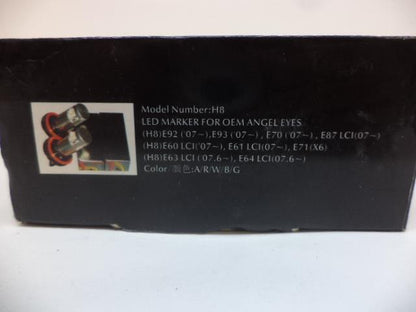 Model Number:H8
LED MARKER FOR OEM ANGEL EYES
(H8)E92 ('07~),E93 ('07~) , E70 ('07~) , E87 LCI(07~)
(H8)E60 LCI('07~), E61 LCI(07~), E71(X6)
(H8)E63 LCI ('07.6~), E64 LCI(07.6~)
Color 顏色:A/R/W/B/G